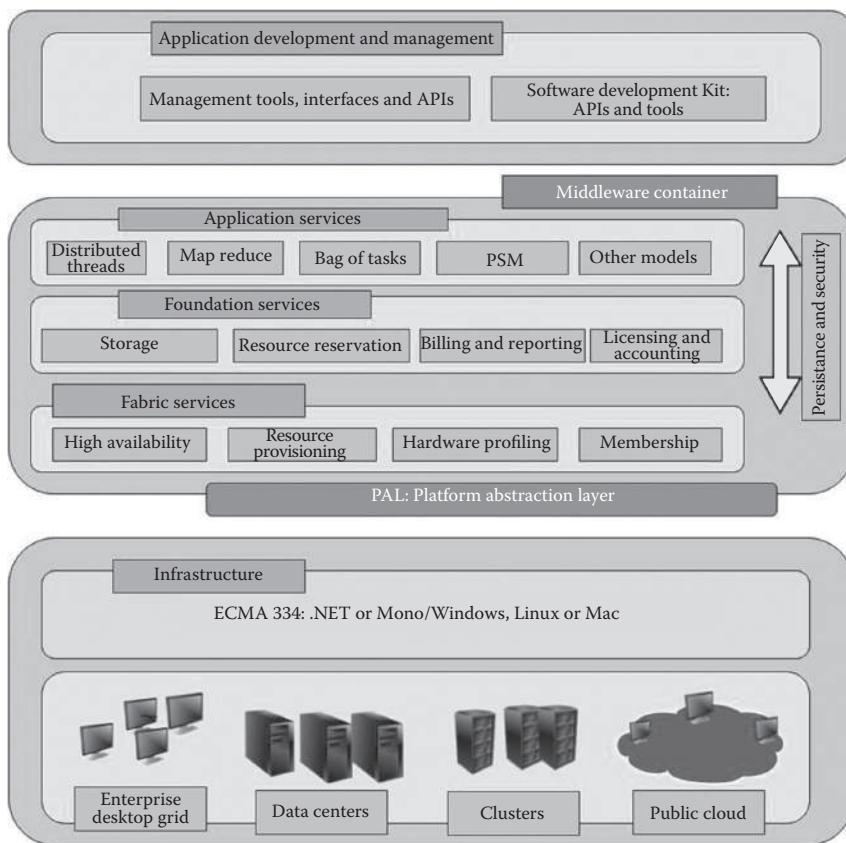 Application development and management
Management tools, interfaces and APIs
Software development Kit:
APIs and tools
Middleware container
Application services
Distributed
threads
Map reduce
Bag of tasks
PSM
Other models
Foundation services
Storage
Resource reservation
Billing and reporting
Licensing and
accounting
Fabric services
High availability
Resource
provisioning
Hardware profiling
Membership
Persistance and security
PAL: Platform abstraction layer
Infrastructure
ECMA 334: .NET or Mono/Windows, Linux or Mac
Enterprise
desktop grid
Data centers
Clusters
Public cloud